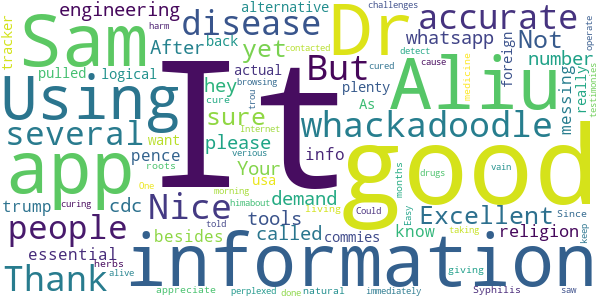 tracker engineering harm alternative challenges
Sam disease After back yet Dr accurate
pulled logical hey actual browsing whatsapp Not foreign operate
contacted cured cause number
Using It But Aliu detect medicine really messing
cure plenty As trou testimonies
several sure please info whackadoodle
want Internet verious
app pence Your usa good
roots months drugs vain
people trump cdc Nice demand Excellent
One morning himabout living Could Easy know religion Since
besides tools called commies taking keep
essential told
Thank curing herbs alive information giving Syphilis saw
appreciate perplexed done natural immediately